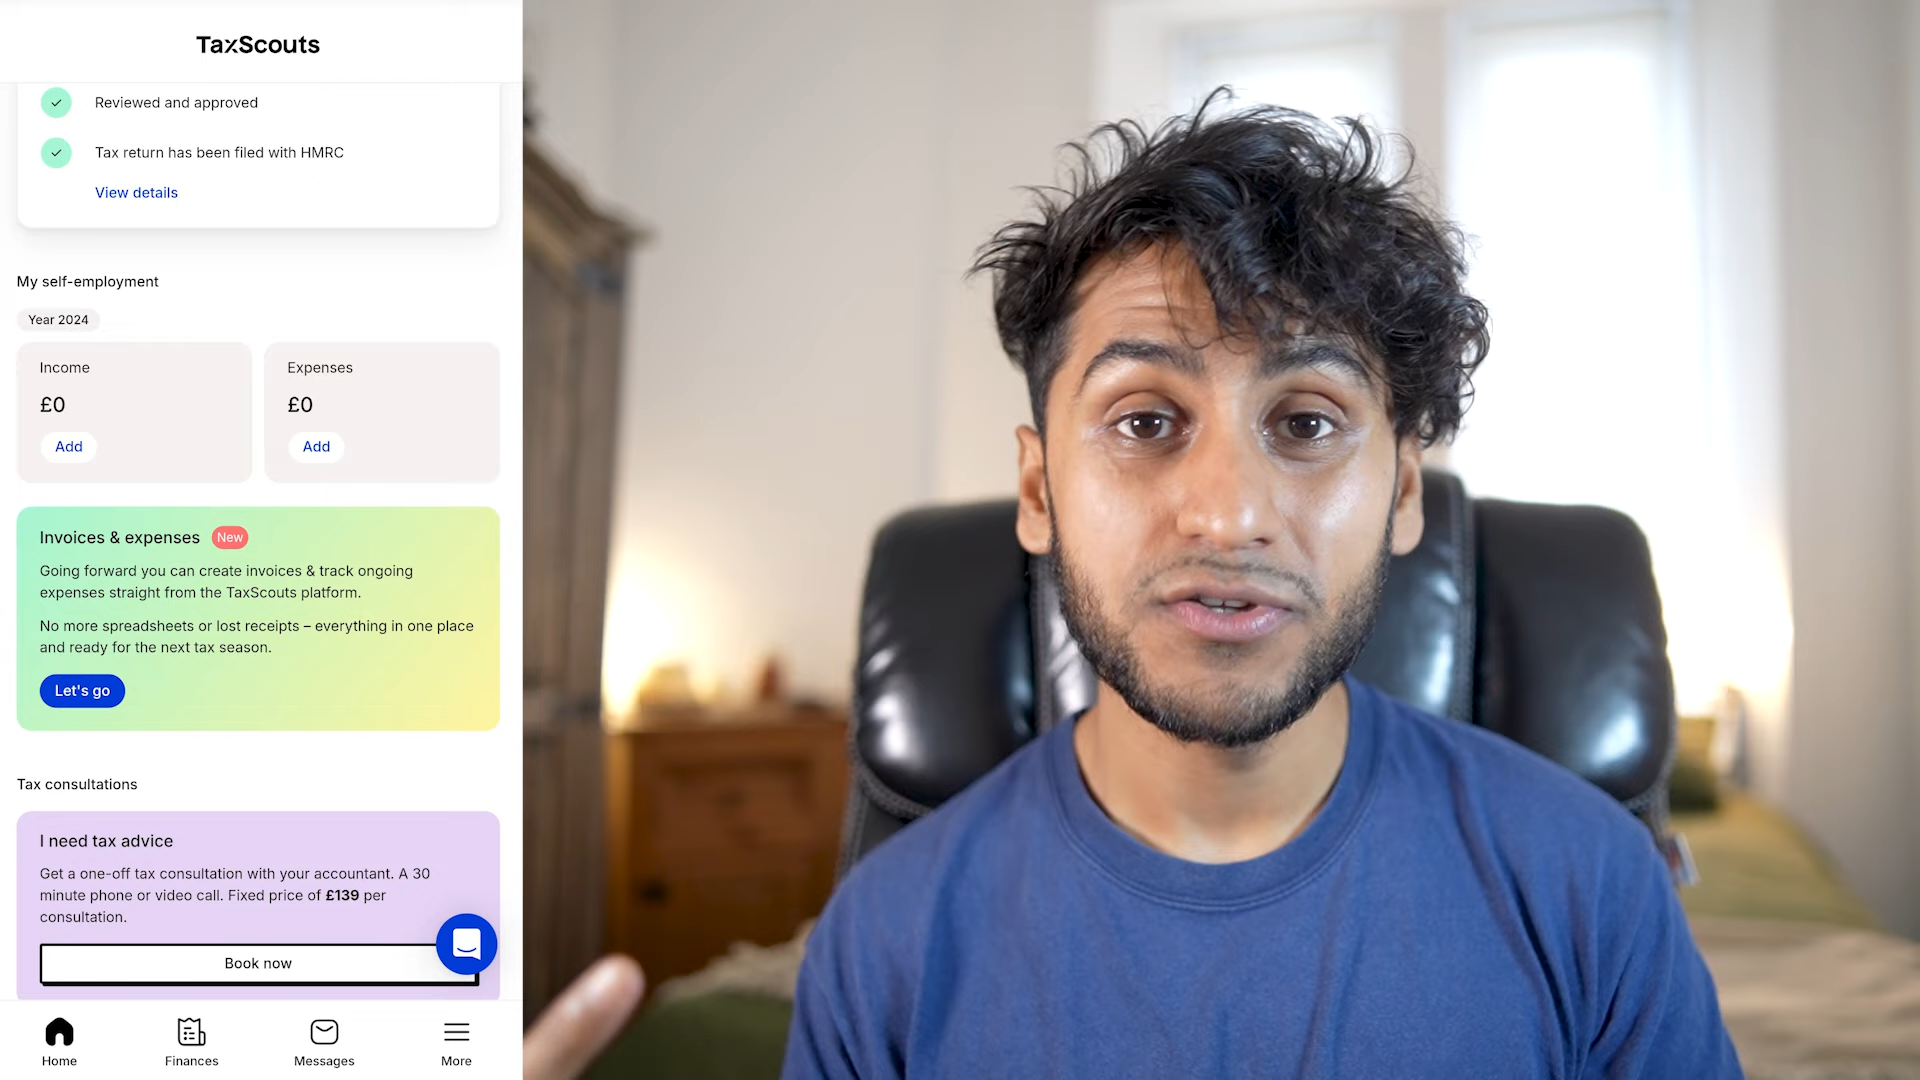 TaxScouts
Reviewed and approved
Tax return has been filed with HMRC
View details
My self-employment
Year 2024
Income
Expenses
£0
£0
Add
Add
Invoices & expenses New
Going forward you can create invoices & track ongoing
expenses straight from the TaxScouts platform.
No more spreadsheets or lost receipts – everything in one place
and ready for the next tax season.
Let's go
Tax consultations
I need tax advice
Get a one-off tax consultation with your accountant. A 30
minute phone or video call. Fixed price of £139 per
consultation.
Book now
Home
Finances
Messages
More